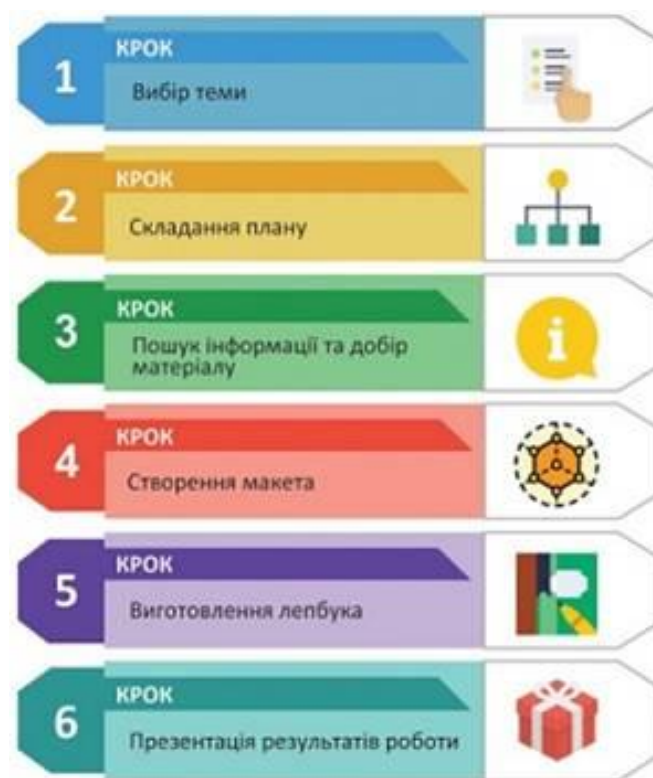 1
КРОК
Вибір теми
2
КРОК
Складання плану
3
КРОК
Пошук інформації та добір
матеріалу
4
КРОК
Створення макета
5
КРОК
Виготовлення лепбука
6
КРОК
Презентація результатів роботи